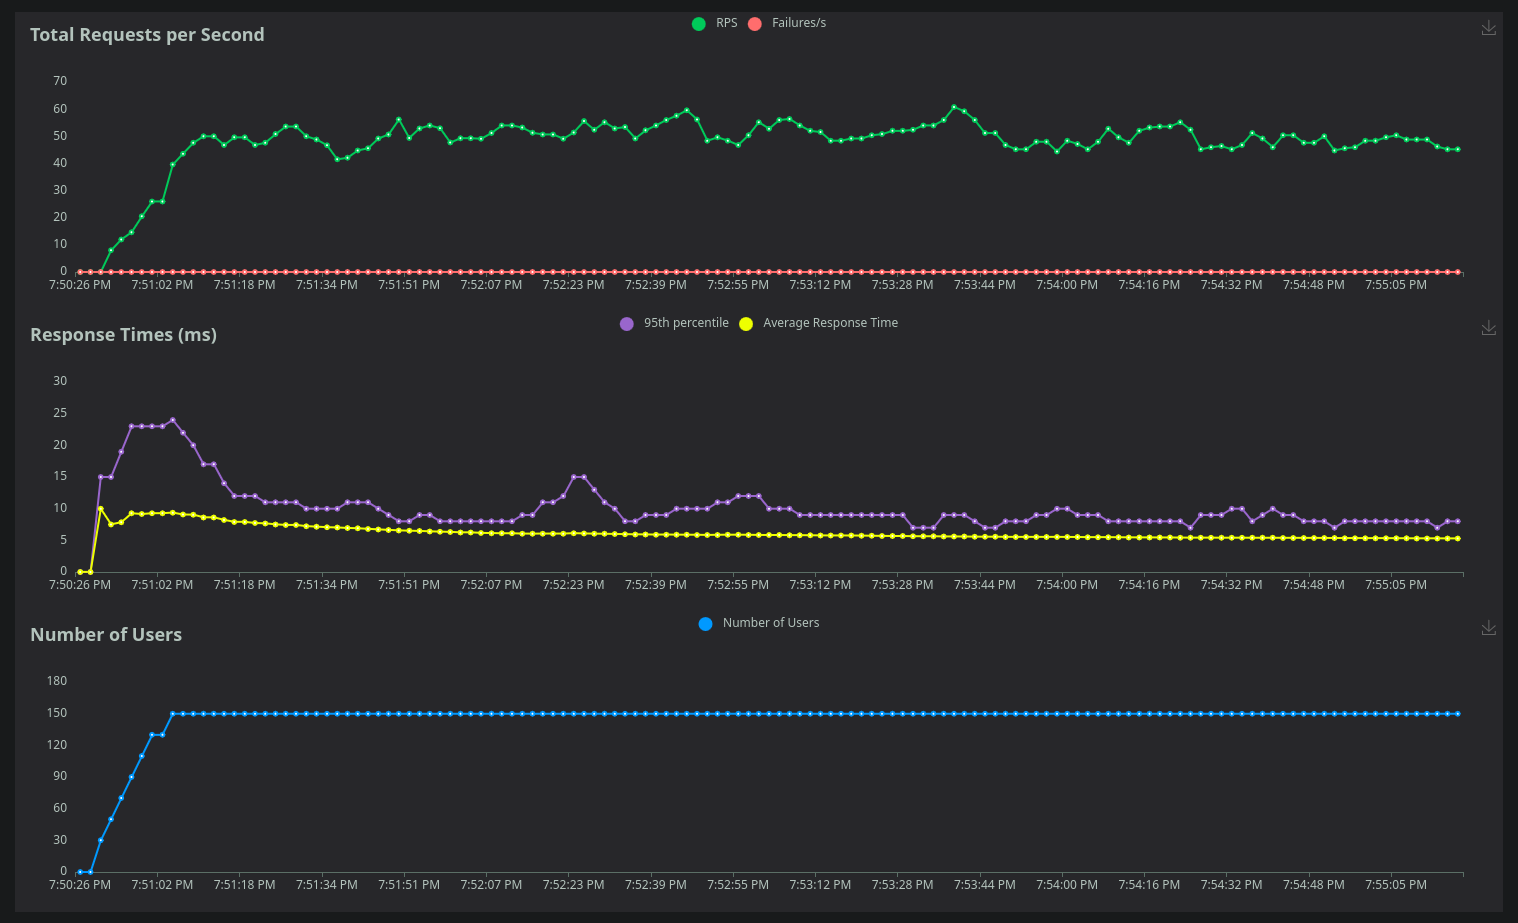 RPS Failures/s
Total Requests per Second
70
60
50
40
30
20
10
0
7:50:26 PM 7:51:02 PM 7:51:18 PM 7:51:34 PM 7:51:51 PM 7:52:07 PM 7:52:23 PM 7:52:39 PM 7:52:55 PM 7:53:12 PM 7:53:28 PM 7:53:44 PM 7:54:00 PM 7:54:16 PM 7:54:32 PM 7:54:48 PM 7:55:05 PM
95th percentile Average Response Time
Response Times (ms)
30
25
20
15
10
5
0
7:50:26 PM 7:51:02 PM 7:51:18 PM 7:51:34 PM 7:51:51 PM 7:52:07 PM 7:52:23 PM 7:52:39 PM 7:52:55 PM 7:53:12 PM 7:53:28 PM 7:53:44 PM 7:54:00 PM 7:54:16 PM 7:54:32 PM 7:54:48 PM 7:55:05 PM
Number of Users
Number of Users
180
150
120
90
60
30
0
7:50:26 PM 7:51:02 PM 7:51:18 PM 7:51:34 PM 7:51:51 PM 7:52:07 PM 7:52:23 PM 7:52:39 PM 7:52:55 PM 7:53:12 PM 7:53:28 PM 7:53:44 PM 7:54:00 PM 7:54:16 PM 7:54:32 PM 7:54:48 PM 7:55:05 PM